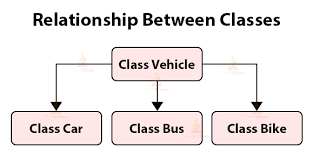 Relationship Between Classes
Class Vehicle
Class Car
Class Bus
Class Bike